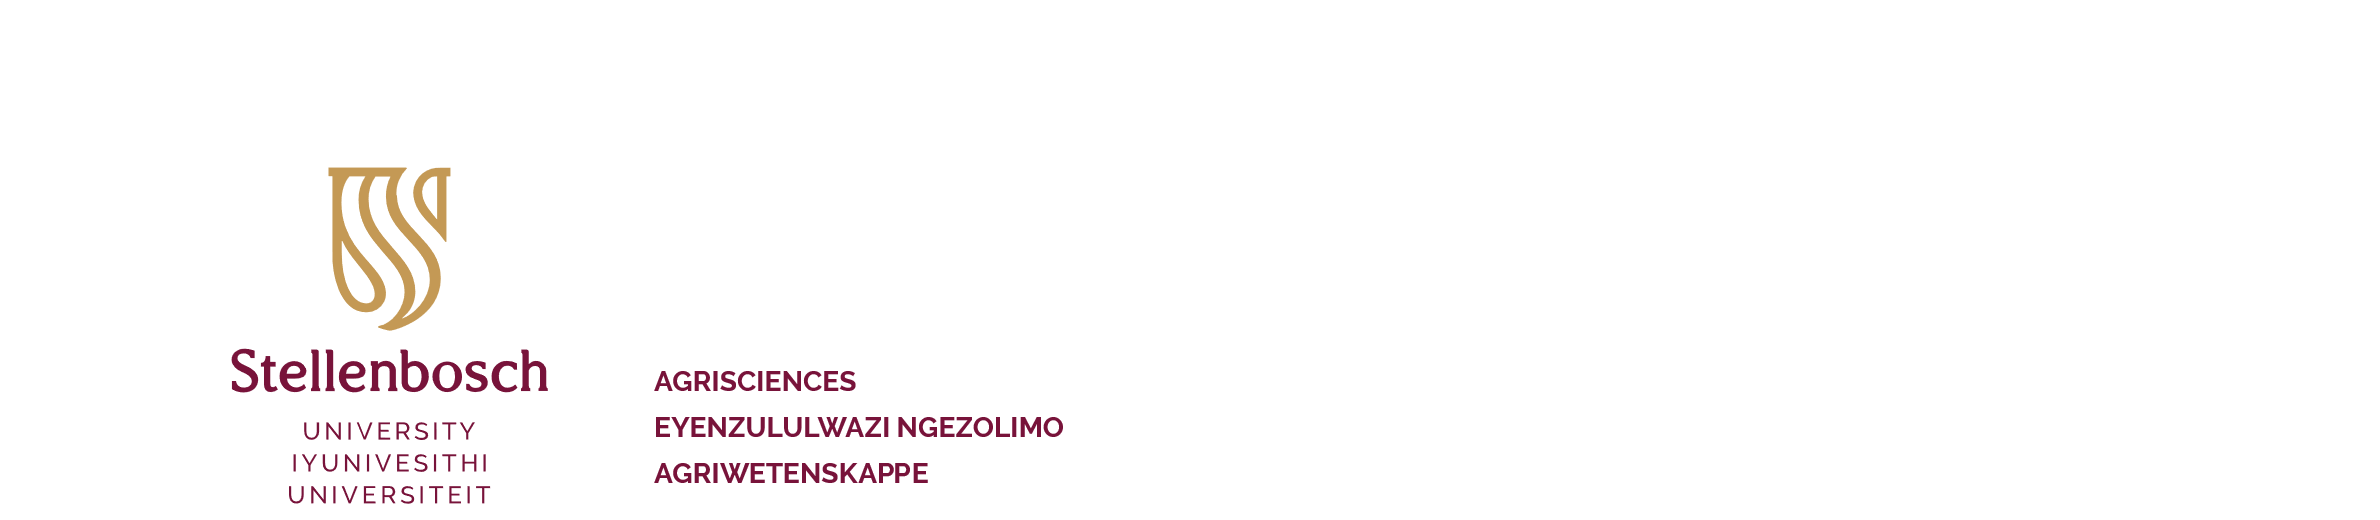 Stellenbosch
UNIVERSITY
IYUNIVESITHI
UNIVERSITEIT
AGRISCIENCES
EYENZULULWAZI NGEZOLIMO
AGRIWETENSKAPPE